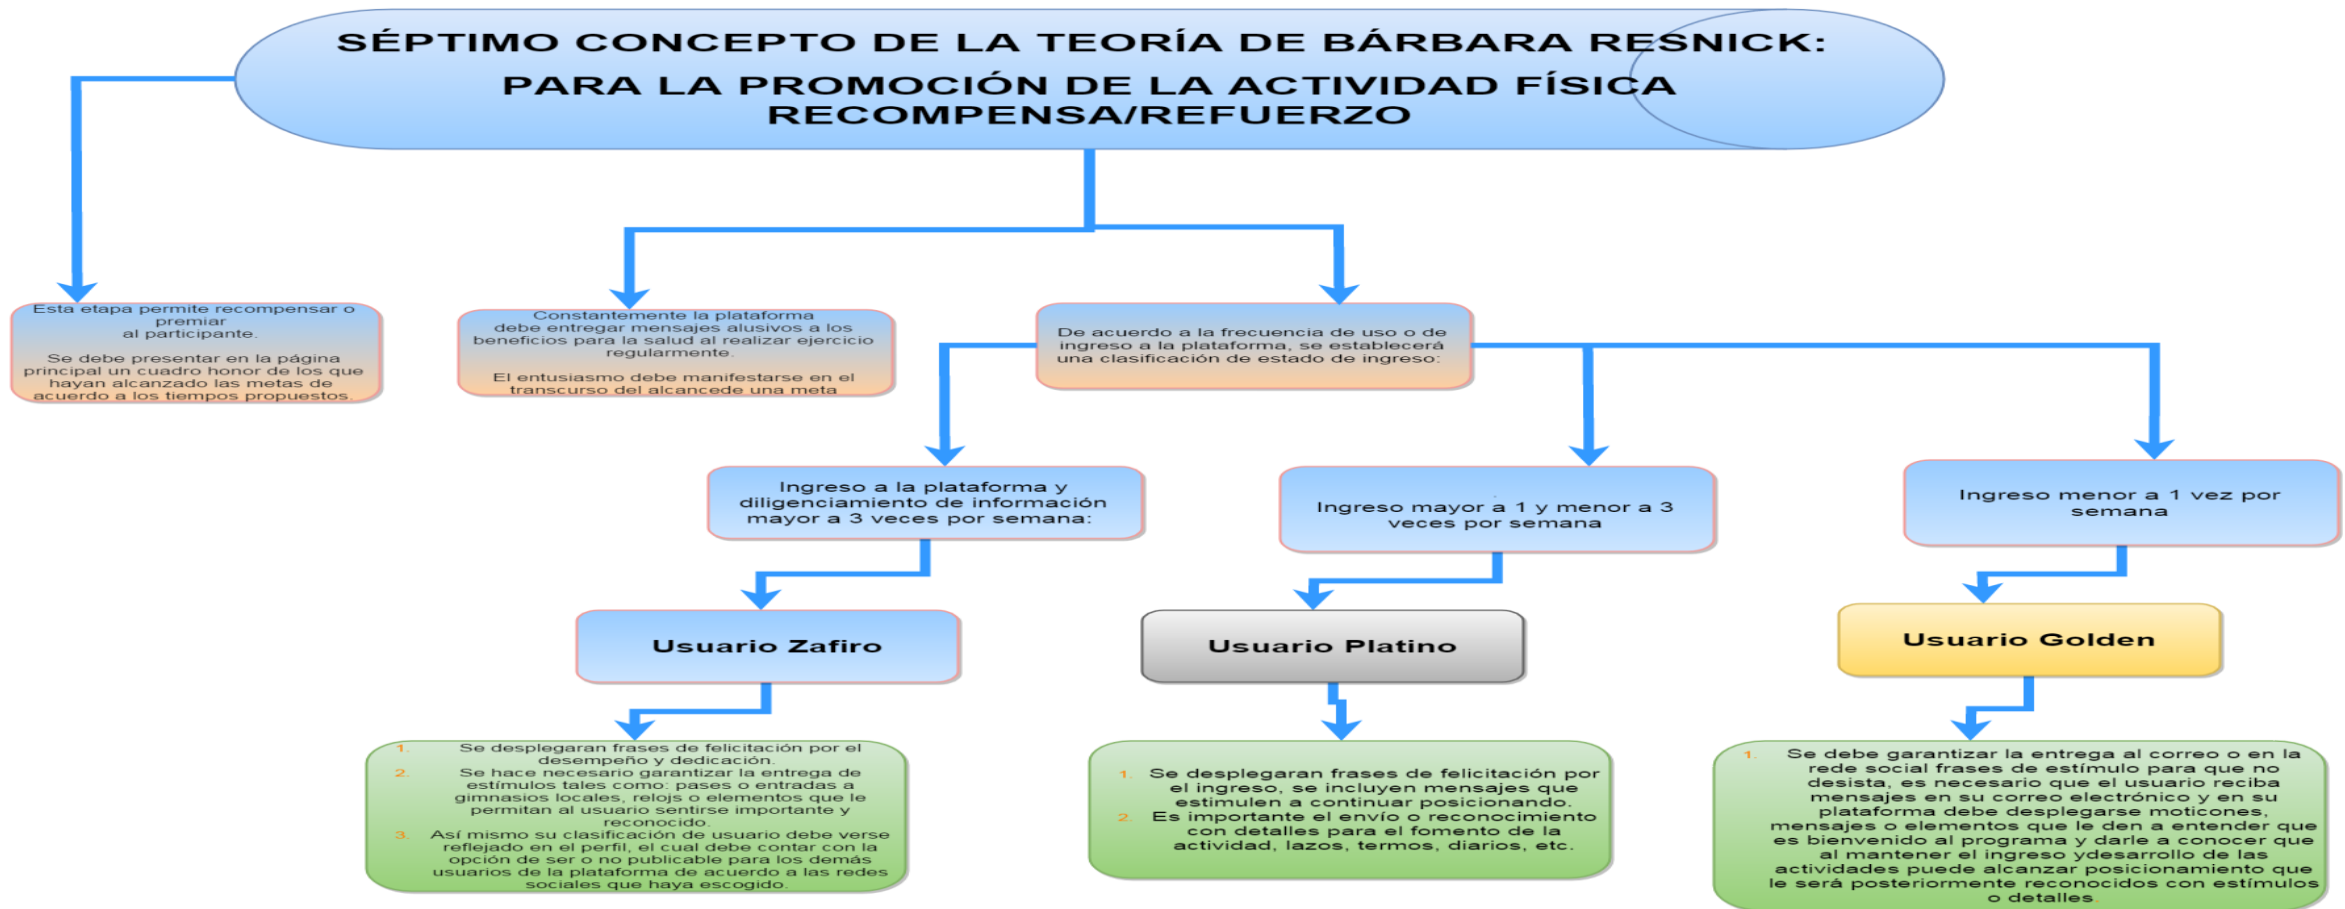 SÉPTIMO CONCEPTO DE LA TEORÍA DE BÁRBARA RESNICK:
PARA LA PROMOCIÓN DE LA ACTIVIDAD FÍSICA
RECOMPENSA/REFUERZO
Esta etapa permite recompensar o
premiar
al participante.
Se debe presentar en la página
principal un cuadro honor de los que
hayan alcanzado las metas de
acuerdo a los tiempos propuestos.
Constantemente la plataforma
debe entregar mensajes alusivos a los
beneficios para la salud al realizar ejercicio
regularmente.
El entusiasmo debe manifestarse en el
transcurso del alcancede una meta
De acuerdo a la frecuencia de uso o de
ingreso a la plataforma, se establecerá
una clasificación de estado de ingreso:
Ingreso a la plataforma y
diligenciamiento de información
mayor a 3 veces por semana:
Ingreso mayor a 1 y menor a 3
veces por semana
Ingreso menor a 1 vez por
semana
Usuario Zafiro
Usuario Platino
Usuario Golden
1. Se desplegaran frases de felicitación por el
desempeño y dedicación.
2. Se hace necesario garantizar la entrega de
estímulos tales como: pases o entradas a
gimnasios locales, relojs o elementos que le
permitan al usuario sentirse importante y
reconocido.
3. Así mismo su clasificación de usuario debe verse
reflejado en el perfil, el cual debe contar con la
opción de ser o no publicable para los demás
usuarios de la plataforma de acuerdo a las redes
sociales que haya escogido.
1. Se desplegaran frases de felicitación por
el ingreso, se incluyen mensajes que
estimulen a continuar posicionando.
2. Es importante el envío o reconocimiento
con detalles para el fomento de la
actividad, lazos, termos, diarios, etc.
1. Se debe garantizar la entrega al correo o en la
rede social frases de estímulo para que no
desista, es necesario que el usuario reciba
mensajes en su correo electrónico y en su
plataforma debe desplegarse moticones,
mensajes o elementos que le den a entender que
es bienvenido al programa y darle a conocer que
al mantener el ingreso ydesarrollo de las
actividades puede alcanzar posicionamiento que
le será posteriormente reconocidos con estímulos
o detalles.